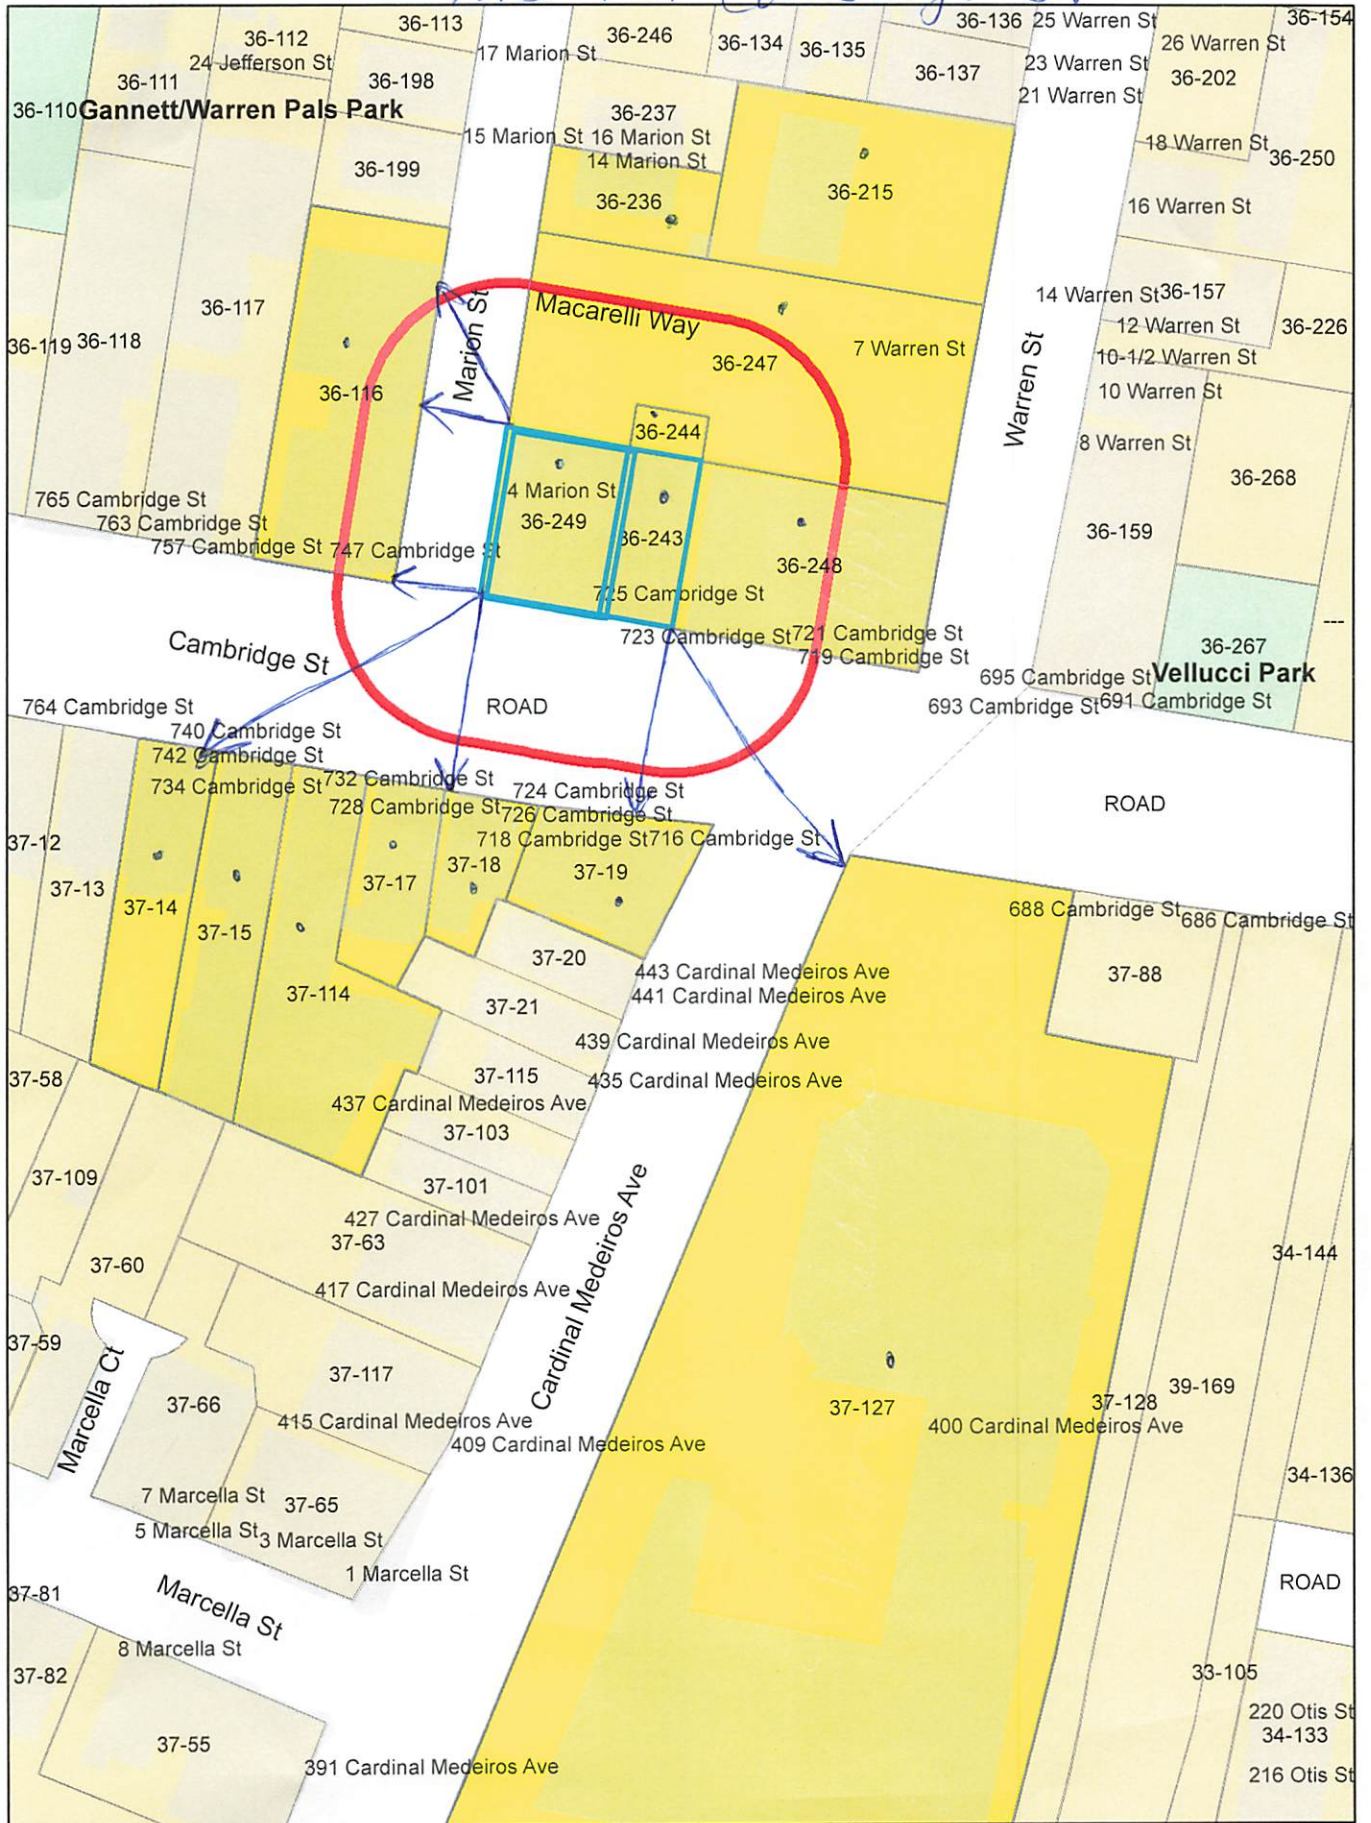 36-113
36-112
24 Jefferson St
36-111
36-198
36-110
Gannett/Warren Pals Park
36-199
17 Marion St
36-246
36-134
36-135
36-136
25 Warren St
36-154
26 Warren St
23 Warren St
36-137
36-202
21 Warren St
36-237
15 Marion St
16 Marion St
14 Marion St
36-236
36-215
18 Warren St
36-250
16 Warren St
36-117
36-119
36-118
36-116
Marion St
Macarelli Way
36-247
7 Warren St
Warren St
14 Warren St
36-157
12 Warren St
36-226
10-1/2 Warren St
10 Warren St
8 Warren St
36-268
36-244
4 Marion St
36-249
36-243
36-248
36-159
765 Cambridge St
763 Cambridge St
757 Cambridge St
747 Cambridge St
725 Cambridge St
723 Cambridge St
721 Cambridge St
719 Cambridge St
36-267
---
695 Cambridge St
Vellucci Park
693 Cambridge St
691 Cambridge St
Cambridge St
ROAD
764 Cambridge St
740 Cambridge St
742 Cambridge St
734 Cambridge St
732 Cambridge St
728 Cambridge St
724 Cambridge St
726 Cambridge St
718 Cambridge St
716 Cambridge St
ROAD
37-12
37-13
37-14
37-15
37-114
37-17
37-18
37-19
688 Cambridge St
686 Cambridge St
37-88
37-20
443 Cardinal Medeiros Ave
37-21
441 Cardinal Medeiros Ave
439 Cardinal Medeiros Ave
37-115
435 Cardinal Medeiros Ave
37-58
437 Cardinal Medeiros Ave
37-103
37-109
37-101
427 Cardinal Medeiros Ave
37-63
37-60
417 Cardinal Medeiros Ave
Cardinal Medeiros Ave
34-144
37-59
Marcella Ct
37-117
37-66
415 Cardinal Medeiros Ave
409 Cardinal Medeiros Ave
37-127
37-128
39-169
400 Cardinal Medeiros Ave
34-136
7 Marcella St
37-65
5 Marcella St
3 Marcella St
1 Marcella St
37-81
Marcella St
ROAD
8 Marcella St
37-82
33-105
220 Otis St
34-133
37-55
391 Cardinal Medeiros Ave
216 Otis St